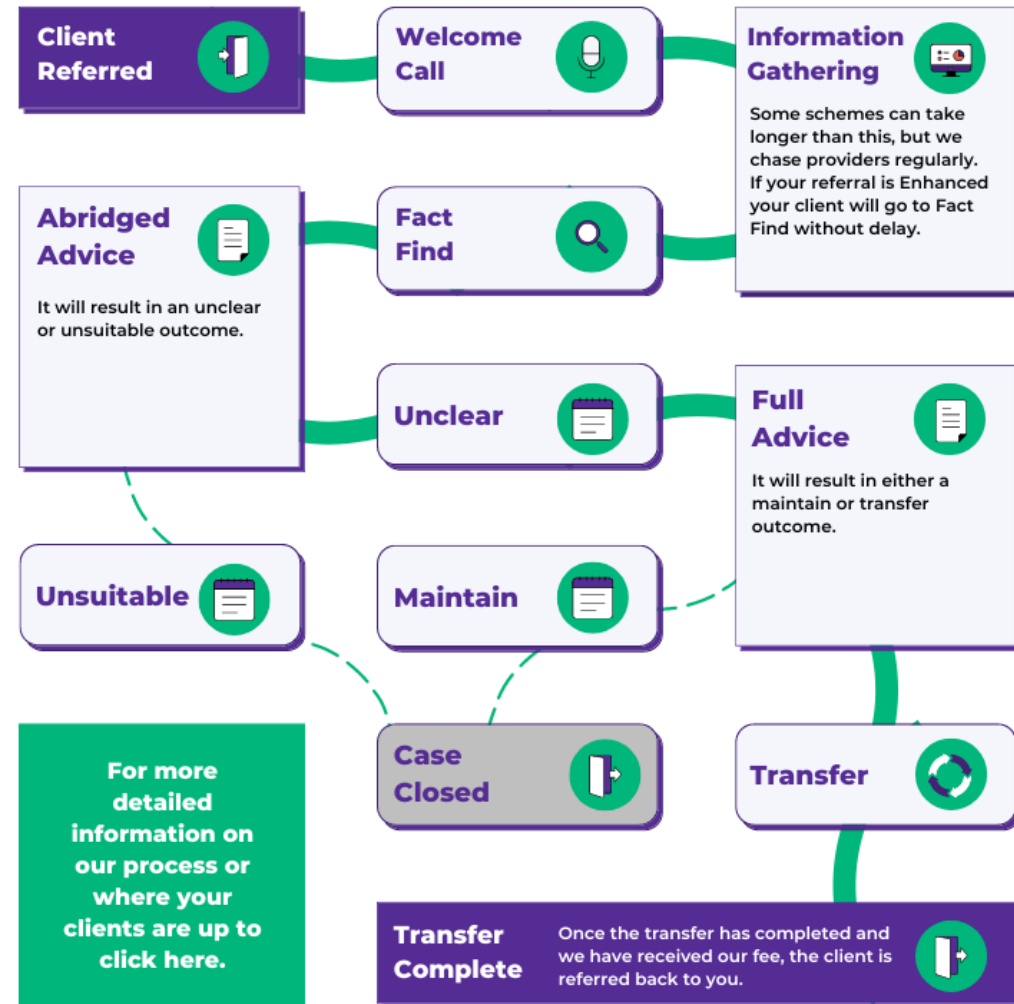 Client
Referred
Welcome
Call
Information
Gathering
Some schemes can take
longer than this, but we
chase providers regularly.
If your referral is Enhanced
your client will go to Fact
Find without delay.
Abridged
Advice
It will result in an unclear
or unsuitable outcome.
Fact
Find
Unclear
Full
Advice
It will result in either a
maintain or transfer
outcome.
Unsuitable
Maintain
For more
detailed
information on
our process or
where your
clients are up to
click here.
Case
Closed
Transfer
Transfer
Complete
Once the transfer has completed and
we have received our fee, the client is
referred back to you.